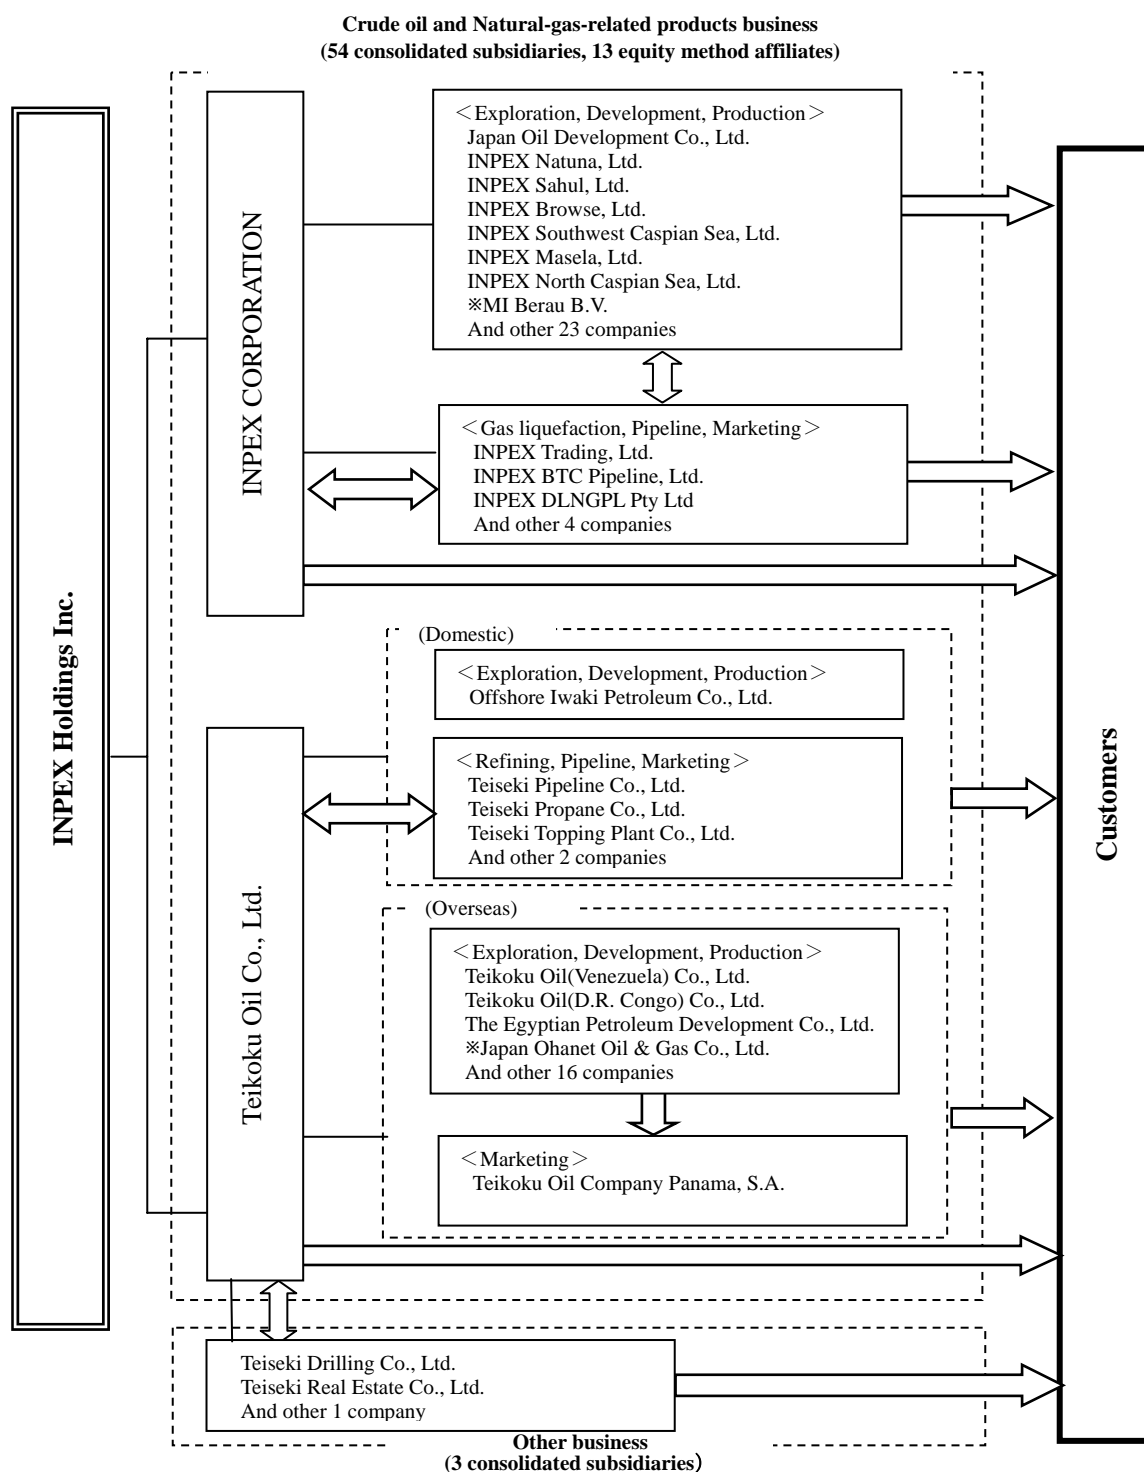 Crude oil and Natural-gas-related products business
(54 consolidated subsidiaries, 13 equity method affiliates)
INPEX Holdings Inc.
INPEX CORPORATION
＜Exploration, Development, Production＞
Japan Oil Development Co., Ltd.
INPEX Natuna, Ltd.
INPEX Sahul, Ltd.
INPEX Browse, Ltd.
INPEX Southwest Caspian Sea, Ltd.
INPEX Masela, Ltd.
INPEX North Caspian Sea, Ltd.
※MI Berau B.V.
And other 23 companies
＜Gas liquefaction, Pipeline, Marketing＞
INPEX Trading, Ltd.
INPEX BTC Pipeline, Ltd.
INPEX DLNGPL Pty Ltd
And other 4 companies
Teikoku Oil Co., Ltd.
(Domestic)
＜Exploration, Development, Production＞
Offshore Iwaki Petroleum Co., Ltd.
＜Refining, Pipeline, Marketing＞
Teiseki Pipeline Co., Ltd.
Teiseki Propane Co., Ltd.
Teiseki Topping Plant Co., Ltd.
And other 2 companies
(Overseas)
＜Exploration, Development, Production＞
Teikoku Oil(Venezuela) Co., Ltd.
Teikoku Oil(D.R. Congo) Co., Ltd.
The Egyptian Petroleum Development Co., Ltd.
※Japan Ohanet Oil & Gas Co., Ltd.
And other 16 companies
＜Marketing＞
Teikoku Oil Company Panama, S.A.
Customers
Teiseki Drilling Co., Ltd.
Teiseki Real Estate Co., Ltd.
And other 1 company
Other business
(3 consolidated subsidiaries)